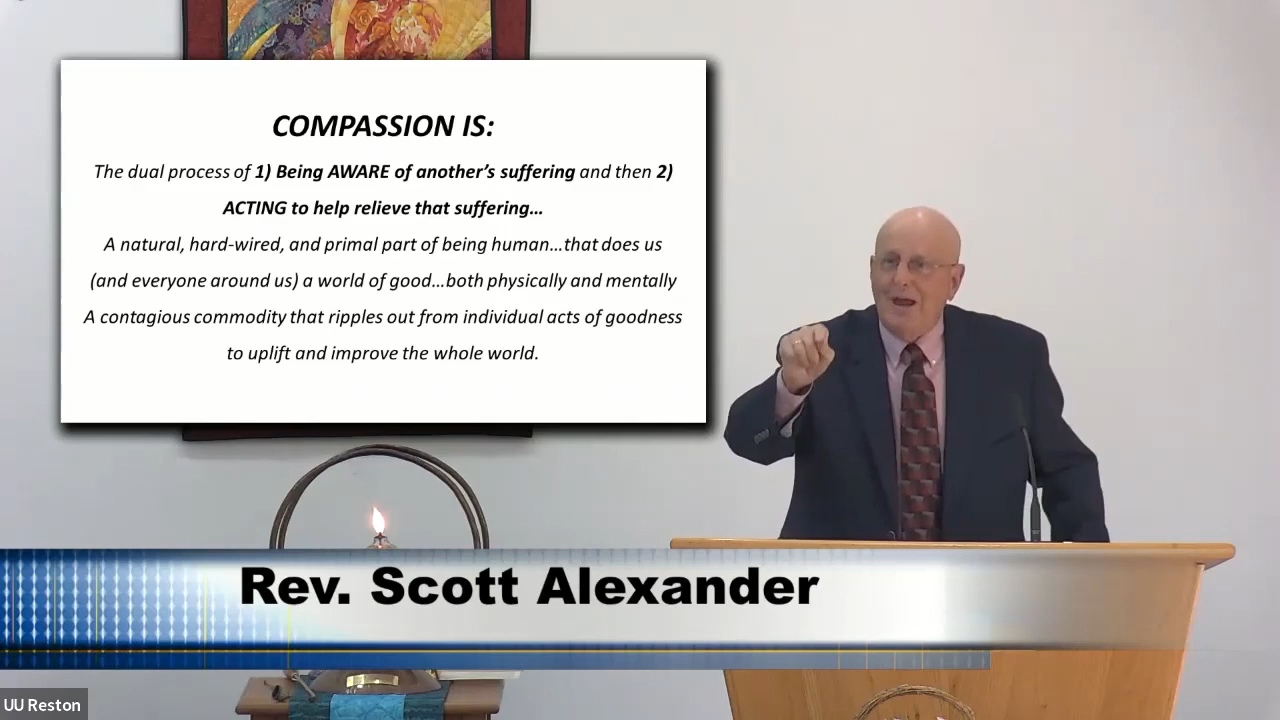 COMPASSION IS:
The dual process of 1) Being AWARE of another’s suffering and then 2)
ACTING to help relieve that suffering…
A natural, hard-wired, and primal part of being human…that does us
(and everyone around us) a world of good…both physically and mentally
A contagious commodity that ripples out from individual acts of goodness
to uplift and improve the whole world.
Rev. Scott Alexander
UU Reston